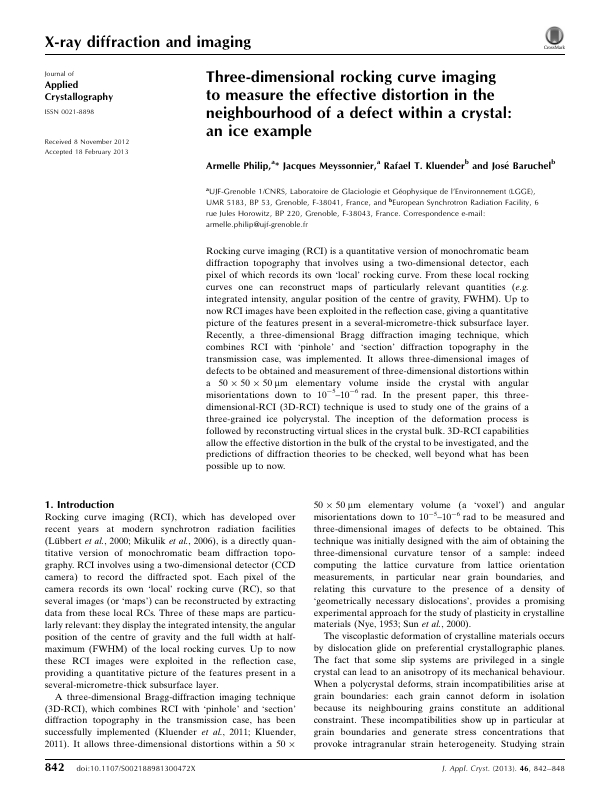 X-ray diffraction and imaging
CrossMark
Journal of
Applied
Crystallography
ISSN 0021-8898
Received 8 November 2012
Accepted 18 February 2013
Three-dimensional rocking curve imaging
to measure the effective distortion in the
neighbourhood of a defect within a crystal:
an ice example
Armelle Philip,ᵃ* Jacques Meyssonnier,ᵃ Rafael T. Kluenderᵇ and José Baruchelᵇ
ᵃUJF-Grenoble 1/CNRS, Laboratoire de Glaciologie et Géophysique de l'Environnement (LGGE),
UMR 5183, BP 53, Grenoble, F-38041, France, and ᵇEuropean Synchrotron Radiation Facility, 6
rue Jules Horowitz, BP 220, Grenoble, F-38043, France. Correspondence e-mail:
armelle.philip@ujf-grenoble.fr
Rocking curve imaging (RCI) is a quantitative version of monochromatic beam
diffraction topography that involves using a two-dimensional detector, each
pixel of which records its own 'local' rocking curve. From these local rocking
curves one can reconstruct maps of particularly relevant quantities (e.g.
integrated intensity, angular position of the centre of gravity, FWHM). Up to
now RCI images have been exploited in the reflection case, giving a quantitative
picture of the features present in a several-micrometre-thick subsurface layer.
Recently, a three-dimensional Bragg diffraction imaging technique, which
combines RCI with 'pinhole' and 'section' diffraction topography in the
transmission case, was implemented. It allows three-dimensional images of
defects to be obtained and measurement of three-dimensional distortions within
a 50 × 50 × 50 μm elementary volume inside the crystal with angular
misorientations down to 10⁻⁵–10⁻⁶ rad. In the present paper, this three-
dimensional-RCI (3D-RCI) technique is used to study one of the grains of a
three-grained ice polycrystal. The inception of the deformation process is
followed by reconstructing virtual slices in the crystal bulk. 3D-RCI capabilities
allow the effective distortion in the bulk of the crystal to be investigated, and the
predictions of diffraction theories to be checked, well beyond what has been
possible up to now.
1. Introduction
Rocking curve imaging (RCI), which has developed over
recent years at modern synchrotron radiation facilities
(Lübbert et al., 2000; Mikulik et al., 2006), is a directly quan-
titative version of monochromatic beam diffraction topo-
graphy. RCI involves using a two-dimensional detector (CCD
camera) to record the diffracted spot. Each pixel of the
camera records its own 'local' rocking curve (RC), so that
several images (or 'maps') can be reconstructed by extracting
data from these local RCs. Three of these maps are particu-
larly relevant: they display the integrated intensity, the angular
position of the centre of gravity and the full width at half-
maximum (FWHM) of the local rocking curves. Up to now
these RCI images were exploited in the reflection case,
providing a quantitative picture of the features present in a
several-micrometre-thick subsurface layer.
A three-dimensional Bragg-diffraction imaging technique
(3D-RCI), which combines RCI with 'pinhole' and 'section'
diffraction topography in the transmission case, has been
successfully implemented (Kluender et al., 2011; Kluender,
2011). It allows three-dimensional distortions within a 50 ×
50 × 50 μm elementary volume (a 'voxel') and angular
misorientations down to 10⁻⁵–10⁻⁶ rad to be measured and
three-dimensional images of defects to be obtained. This
technique was initially designed with the aim of obtaining the
three-dimensional curvature tensor of a sample: indeed
computing the lattice curvature from lattice orientation
measurements, in particular near grain boundaries, and
relating this curvature to the presence of a density of
'geometrically necessary dislocations', provides a promising
experimental approach for the study of plasticity in crystalline
materials (Nye, 1953; Sun et al., 2000).
The viscoplastic deformation of crystalline materials occurs
by dislocation glide on preferential crystallographic planes.
The fact that some slip systems are privileged in a single
crystal can lead to an anisotropy of its mechanical behaviour.
When a polycrystal deforms, strain incompatibilities arise at
grain boundaries: each grain cannot deform in isolation
because its neighbouring grains constitute an additional
constraint. These incompatibilities show up in particular at
grain boundaries and generate stress concentrations that
provoke intragranular strain heterogeneity. Studying strain
842 doi:10.1107/S002188981300472X
J. Appl. Cryst. (2013). 46, 842–848